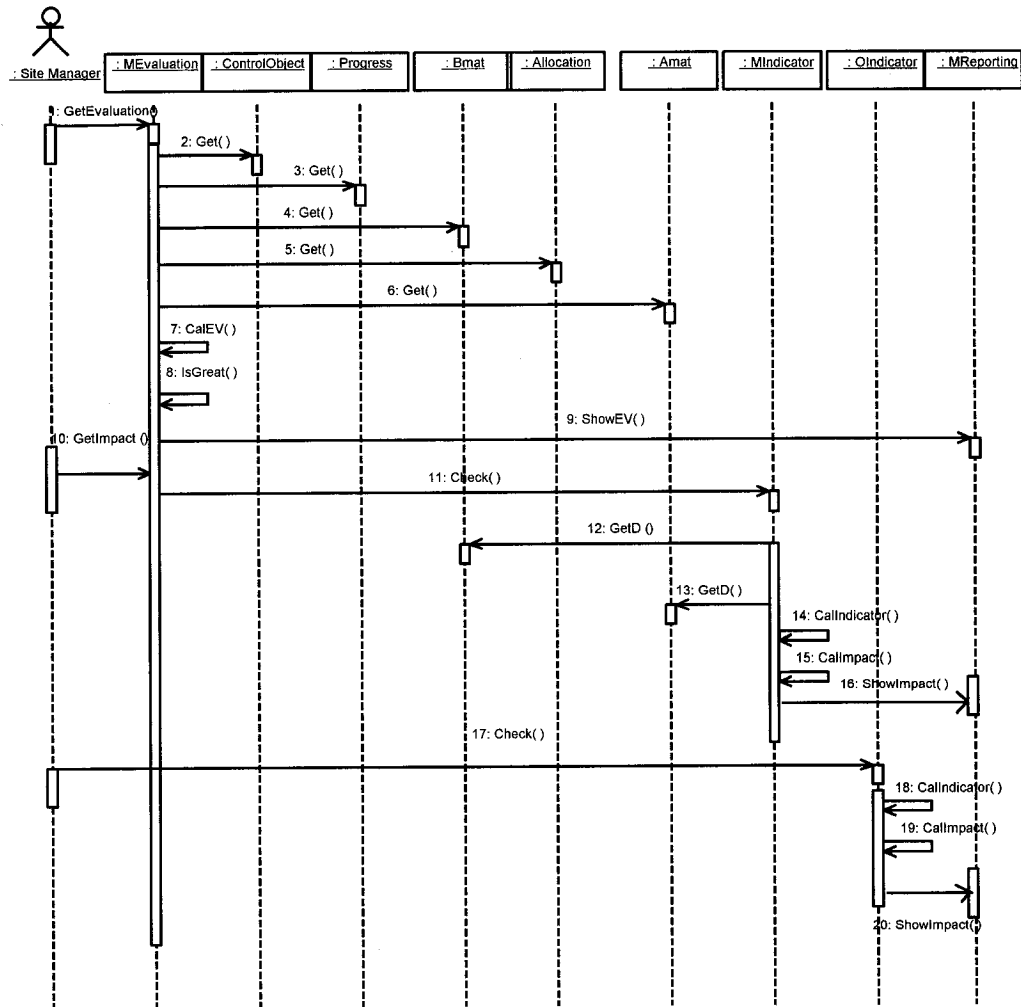 : Site Manager
: MEvaluation
: ControlObject
: Progress
: Bmat
: Allocation
: Amat
: MIndicator
: OIndicator
: MReporting
1: GetEvaluation()
2: Get( )
3: Get( )
4: Get( )
5: Get( )
6: Get( )
7: CalEV( )
8: IsGreat( )
9: ShowEV( )
10: GetImpact ()
11: Check( )
12: GetD ()
13: GetD( )
14: CalIndicator( )
15: CalImpact( )
16: ShowImpact( )
17: Check( )
18: CalIndicator( )
19: CalImpact( )
20: ShowImpact( )